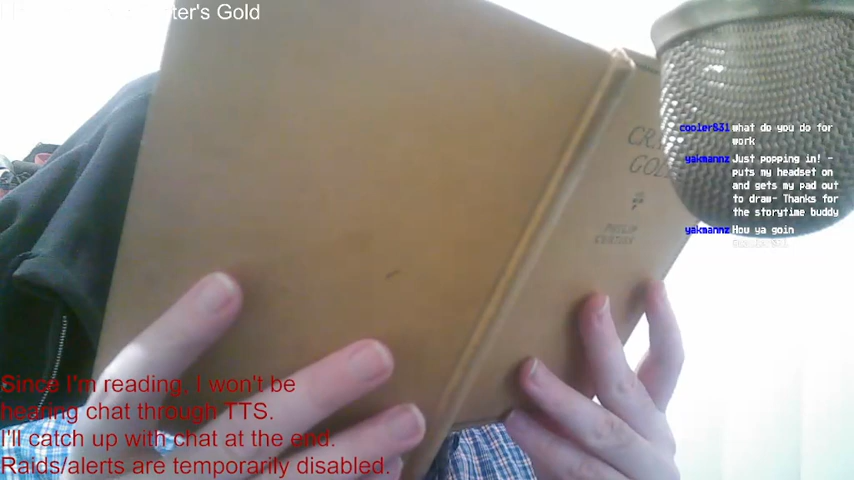 ter's Gold
PHILIP
cooler831 what do you do for
work
yakmannz Just popping in! -
puts my headset on
and gets my pad out
to draw- Thanks for
the storytime buddy
yakmannz How ya goin
Since I'm reading, I won't be
hearing chat through TTS.
I'll catch up with chat at the end.
Raids/alerts are temporarily disabled.